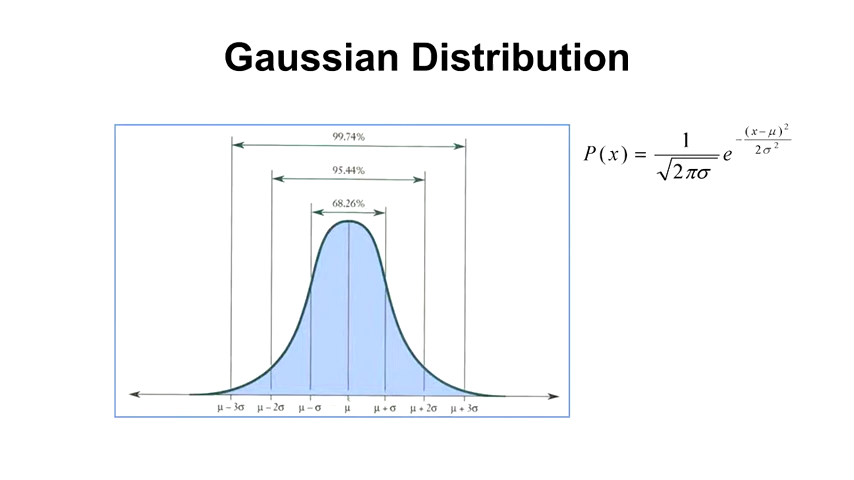 Gaussian Distribution
99.74%
95.44%
68.26%
μ – 3σ μ – 2σ μ – σ μ μ + σ μ + 2σ μ + 3σ
P(x) = 1/√(2πσ) e^(-(x–μ)²/2σ²)